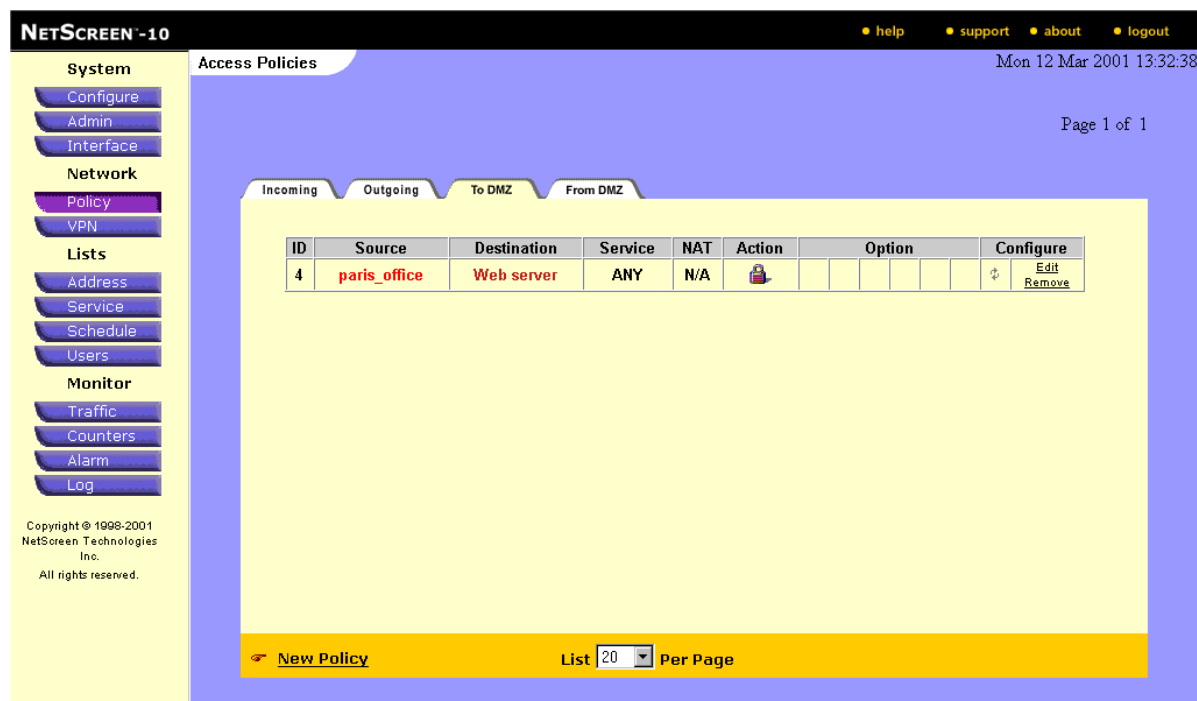 NETSCREEN™-10
help support about logout
System
Configure
Admin
Interface
Network
Policy
VPN
Lists
Address
Service
Schedule
Users
Monitor
Traffic
Counters
Alarm
Log
Copyright © 1998-2001
NetScreen Technologies
Inc.
All rights reserved.
Access Policies
Mon 12 Mar 2001 13:32:38
Page 1 of 1
Incoming Outgoing To DMZ From DMZ
ID Source Destination Service NAT Action Option Configure
4 paris_office Web server ANY N/A Edit
Remove
New Policy List 20 Per Page